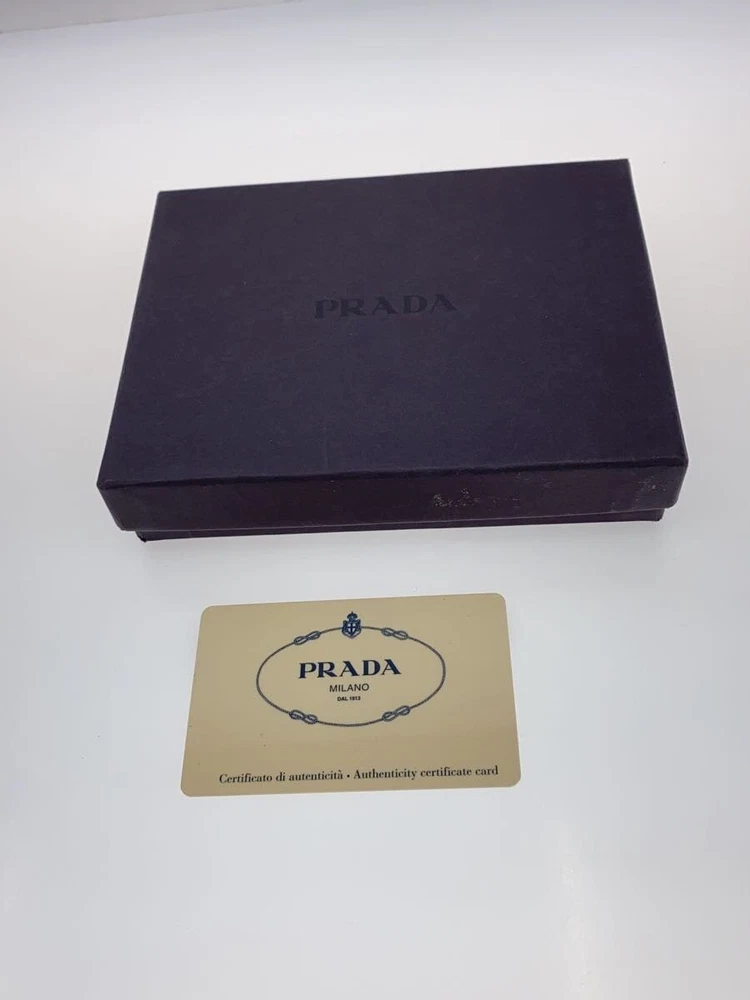 PRADA
PRADA
MILANO
DAL 1913
Certificato di autenticità • Authenticity certificate card